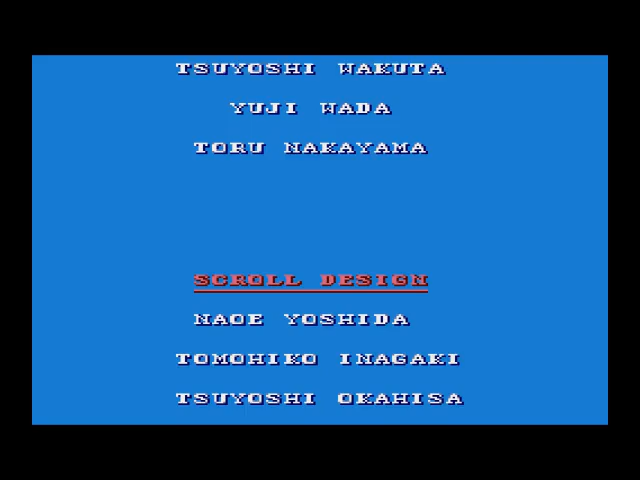 TSUYOSHI WAKUTA
YUJI WADA
TORU NAKAYAMA
SCROLL DESIGN
NAOE YOSHIDA
TOMOHIKO INAGAKI
TSUYOSHI OKAHISA